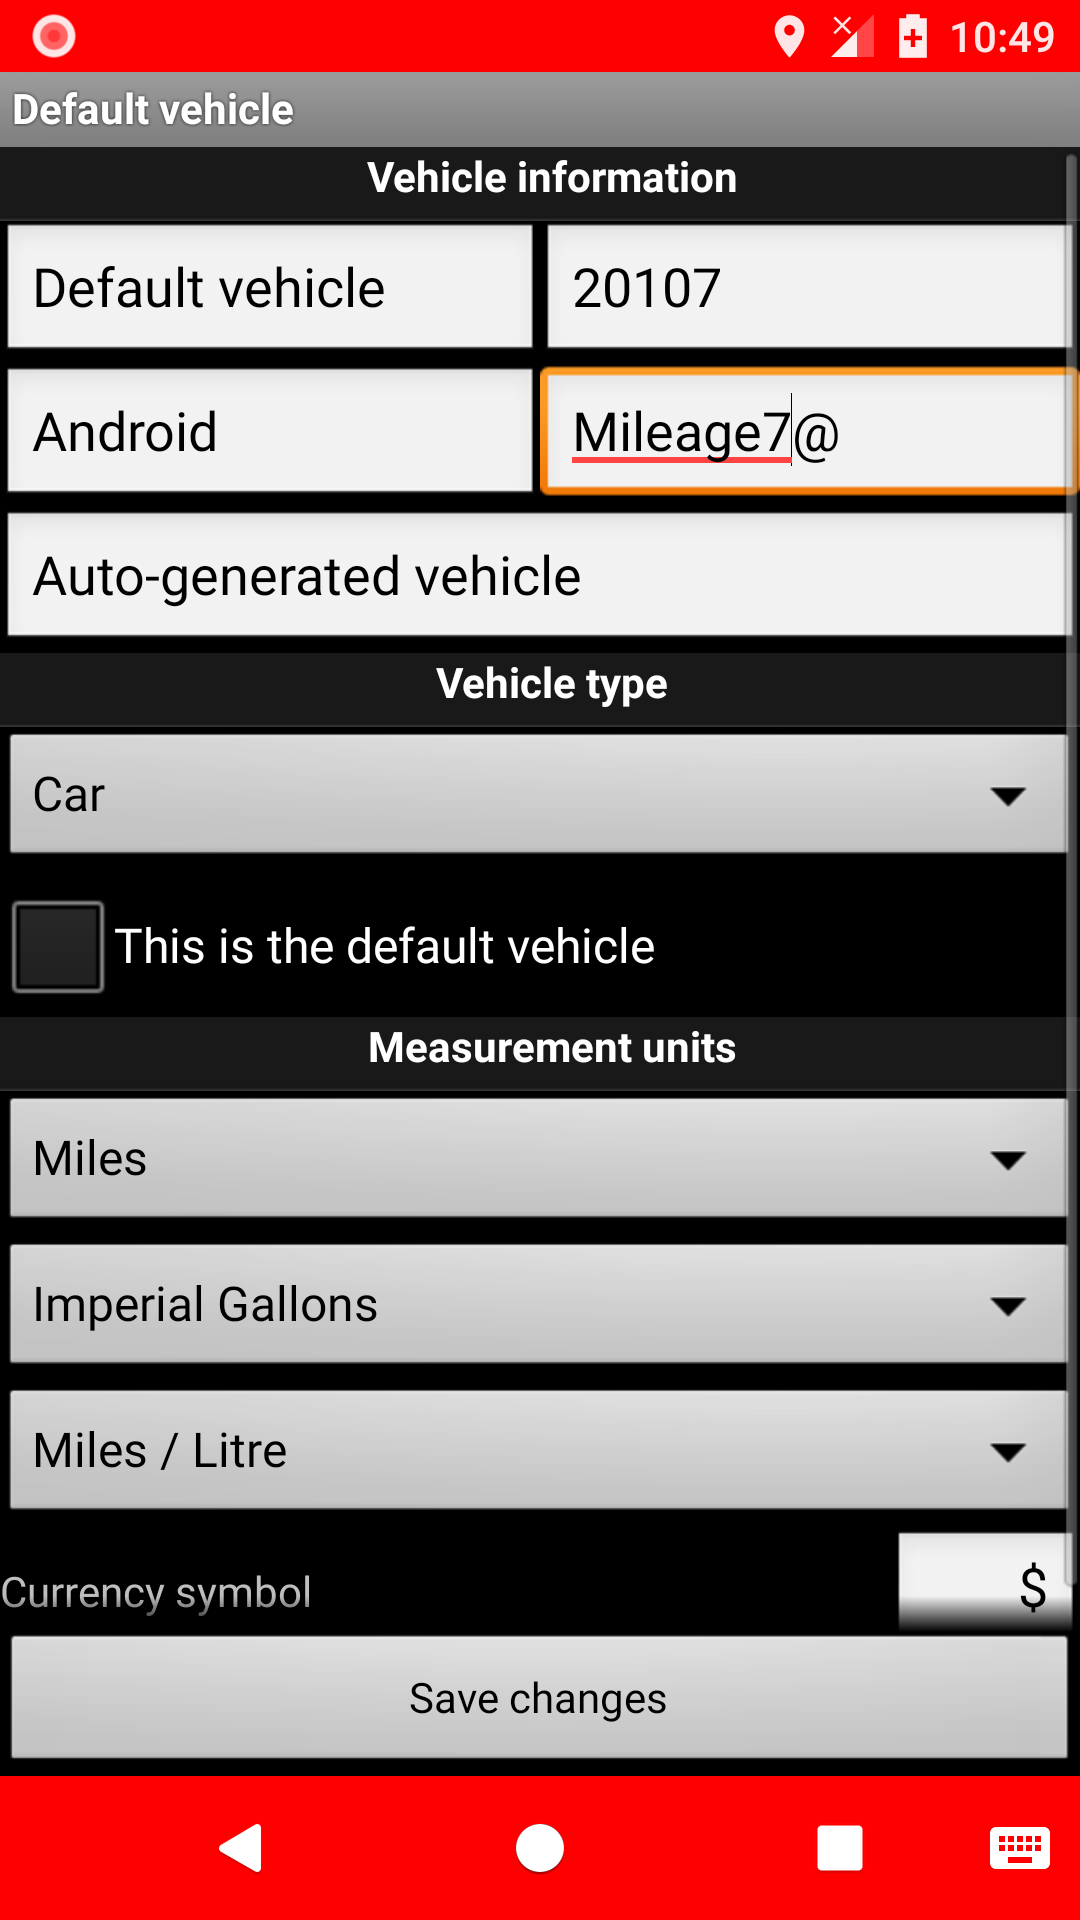 10:49
Default vehicle
Vehicle information
Default vehicle
20107
Android
Mileage7@
Auto-generated vehicle
Vehicle type
Car
This is the default vehicle
Measurement units
Miles
Imperial Gallons
Miles / Litre
Currency symbol
$
Save changes